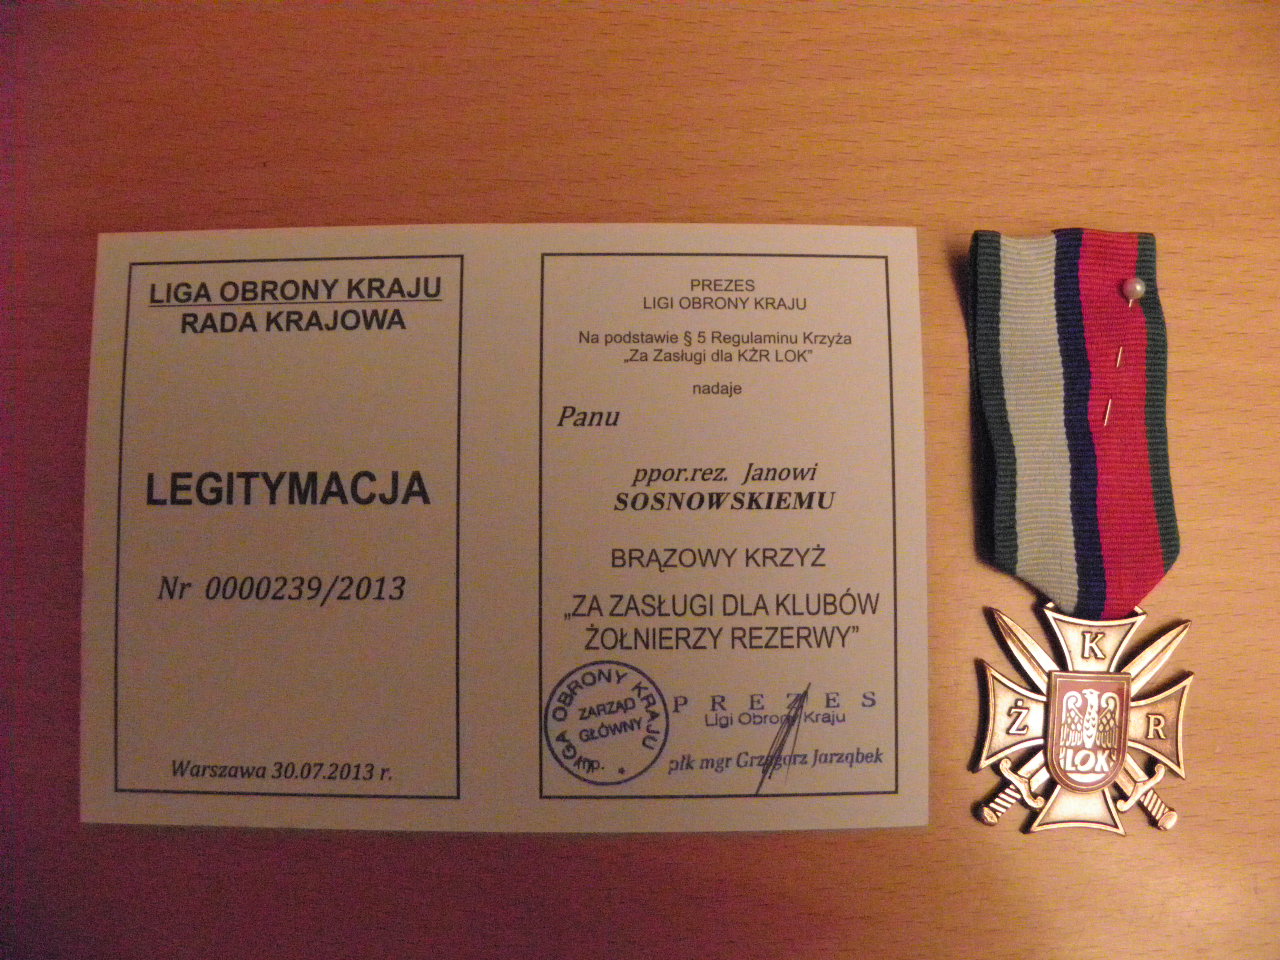 LIGA OBRONY KRAJU
RADA KRAJOWA
LEGITYMACJA
Nr 0000239/2013
Warszawa 30.07.2013 r.
PREZES
LIGI OBRONY KRAJU
Na podstawie § 5 Regulaminu Krzyża
„Za Zasługi dla KŻR LOK”
nadaje
Panu
ppor.rez. Janowi
SOSNOWSKIEMU
BRĄZOWY KRZYŻ
„ZA ZASŁUGI DLA KLUBÓW
ŻOŁNIERZY REZERWY”
LIGA OBRONY KRAJU
ZARZĄD
GŁÓWNY
mp. *
PREZES
Ligi Obrony Kraju
płk mgr Grzegorz Jarząbek
K
Ż R
LOK